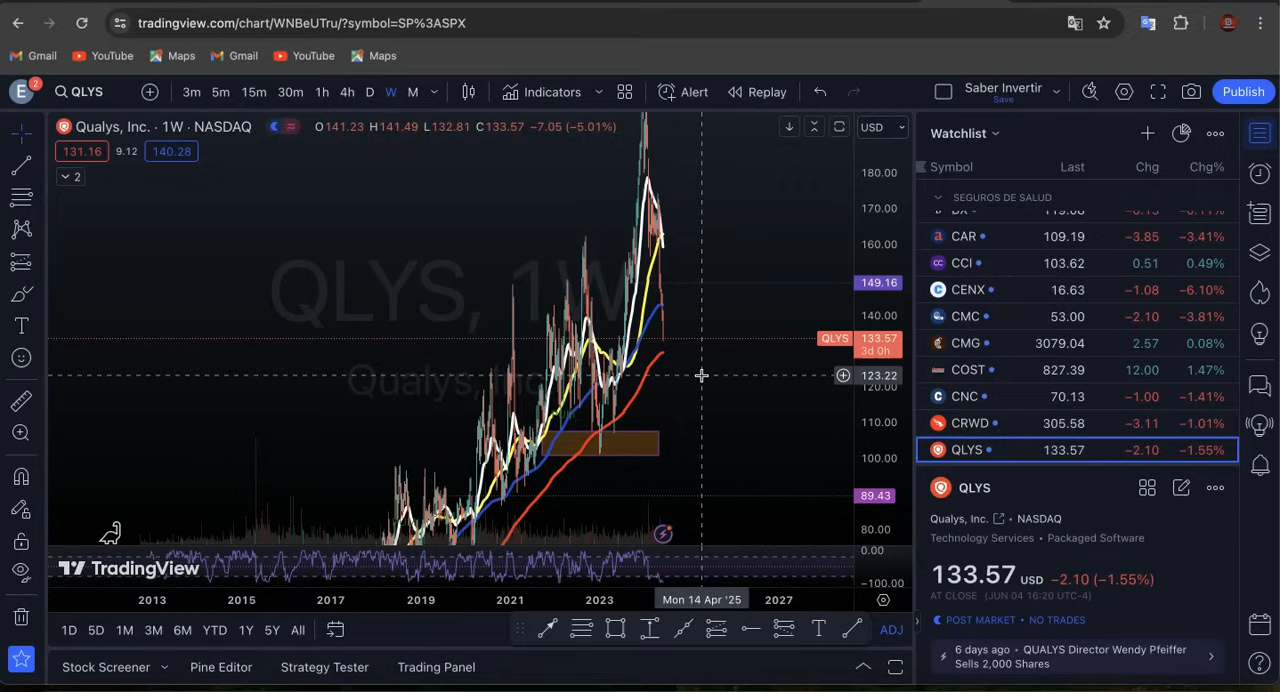 tradingview.com/chart/WNBeUTru/?symbol=SP%3ASPX
Gmail YouTube Maps Gmail YouTube Maps
E 2 QLYS 3m 5m 15m 30m 1h 4h D W M Indicators Alert Replay Saber Invertir Save Publish
Qualys, Inc. · 1W · NASDAQ O141.23 H141.49 L132.81 C133.57 −7.05 (−5.01%)
USD
131.16 9.12 140.28
2
QLYS, 1W
Qualys, Inc.
180.00
170.00
160.00
149.16
140.00
QLYS 133.57
3d 0h
123.22
120.00
110.00
100.00
89.43
80.00
0.00
−100.00
TradingView
2013 2015 2017 2019 2021 2023 Mon 14 Apr '25 2027
1D 5D 1M 3M 6M YTD 1Y 5Y All
ADJ
Stock Screener Pine Editor Strategy Tester Trading Panel
Watchlist
Symbol Last Chg Chg%
SEGUROS DE SALUD
CAR 109.19 −3.85 −3.41%
CCI 103.62 0.51 0.49%
CENX 16.63 −1.08 −6.10%
CMC 53.00 −2.10 −3.81%
CMG 3079.04 2.57 0.08%
COST 827.39 12.00 1.47%
CNC 70.13 −1.00 −1.41%
CRWD 305.58 −3.11 −1.01%
QLYS 133.57 −2.10 −1.55%
QLYS
Qualys, Inc. NASDAQ
Technology Services • Packaged Software
133.57 USD −2.10 (−1.55%)
AT CLOSE (JUN 04 16:20 UTC-4)
POST MARKET • NO TRADES
6 days ago • QUALYS Director Wendy Pfeiffer
Sells 2,000 Shares